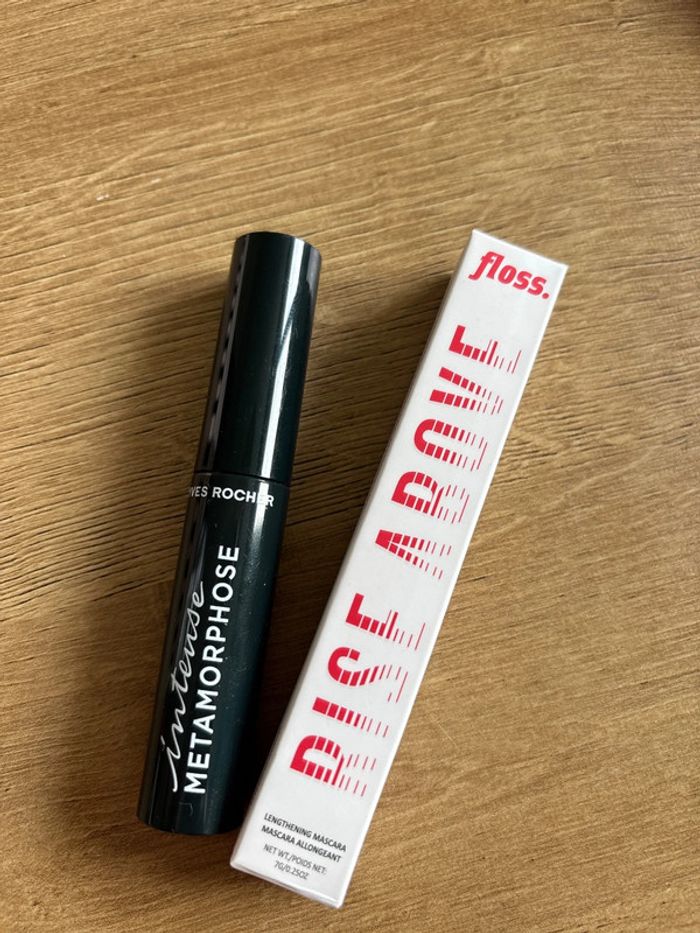 YVES ROCHER
intense
METAMORPHOSE
floss.
RISE ABOVE
LENGTHENING MASCARA
MASCARA ALLONGEANT
NET WT./POIDS NET:
7G/0.25OZ